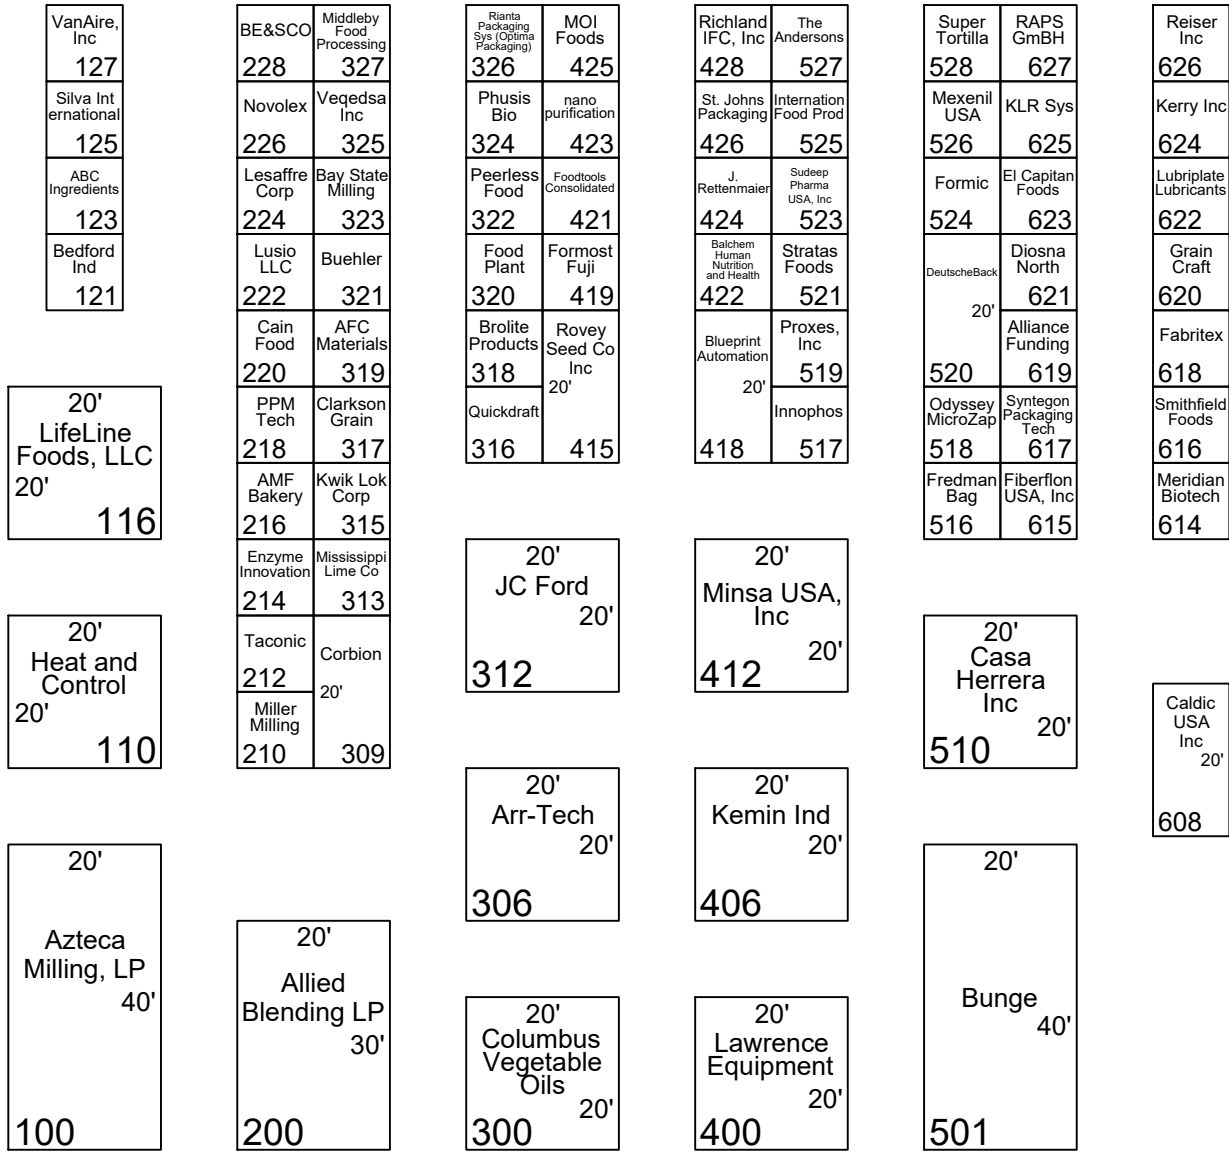 VanAire,
Inc
127
Silva Int
ernational
125
ABC
Ingredients
123
Bedford
Ind
121
20'
LifeLine
Foods, LLC
20'
116
20'
Heat and
Control
20'
110
20'
Azteca
Milling, LP
40'
100
BE&SCO
228
Middleby
Food
Processing
327
Novolex
226
Veqedsa
Inc
325
Lesaffre
Corp
224
Bay State
Milling
323
Lusio
LLC
222
Buehler
321
Cain
Food
220
AFC
Materials
319
PPM
Tech
218
Clarkson
Grain
317
AMF
Bakery
216
Kwik Lok
Corp
315
Enzyme
Innovation
214
Mississippi
Lime Co
313
Taconic
212
Corbion
20'
309
Miller
Milling
210
20'
Allied
Blending LP
30'
200
Rianta
Packaging
Sys (Optima
Packaging)
326
MOI
Foods
425
Phusis
Bio
324
nano
purification
423
Peerless
Food
322
Foodtools
Consolidated
421
Food
Plant
320
Formost
Fuji
419
Brolite
Products
318
Rovey
Seed Co
Inc
20'
415
Quickdraft
316
20'
JC Ford
20'
312
20'
Arr-Tech
20'
306
20'
Columbus
Vegetable
Oils
20'
300
Richland
IFC, Inc
428
The
Andersons
527
St. Johns
Packaging
426
Internation
Food Prod
525
J.
Rettenmaier
424
Sudeep
Pharma
USA, Inc
523
Balchem
Human
Nutrition
and Health
422
Stratas
Foods
521
Blueprint
Automation
20'
418
Proxes,
Inc
519
Innophos
517
20'
Minsa USA,
Inc
20'
412
20'
Kemin Ind
20'
406
20'
Lawrence
Equipment
20'
400
Super
Tortilla
528
RAPS
GmBH
627
Mexenil
USA
526
KLR Sys
625
Formic
524
El Capitan
Foods
623
DeutscheBack
20'
520
Diosna
North
621
Alliance
Funding
619
Odyssey
MicroZap
518
Syntegon
Packaging
Tech
617
Fredman
Bag
516
Fiberflon
USA, Inc
615
20'
Casa
Herrera
Inc
20'
510
20'
Bunge
40'
501
Reiser
Inc
626
Kerry Inc
624
Lubriplate
Lubricants
622
Grain
Craft
620
Fabritex
618
Smithfield
Foods
616
Meridian
Biotech
614
Caldic
USA
Inc
20'
608